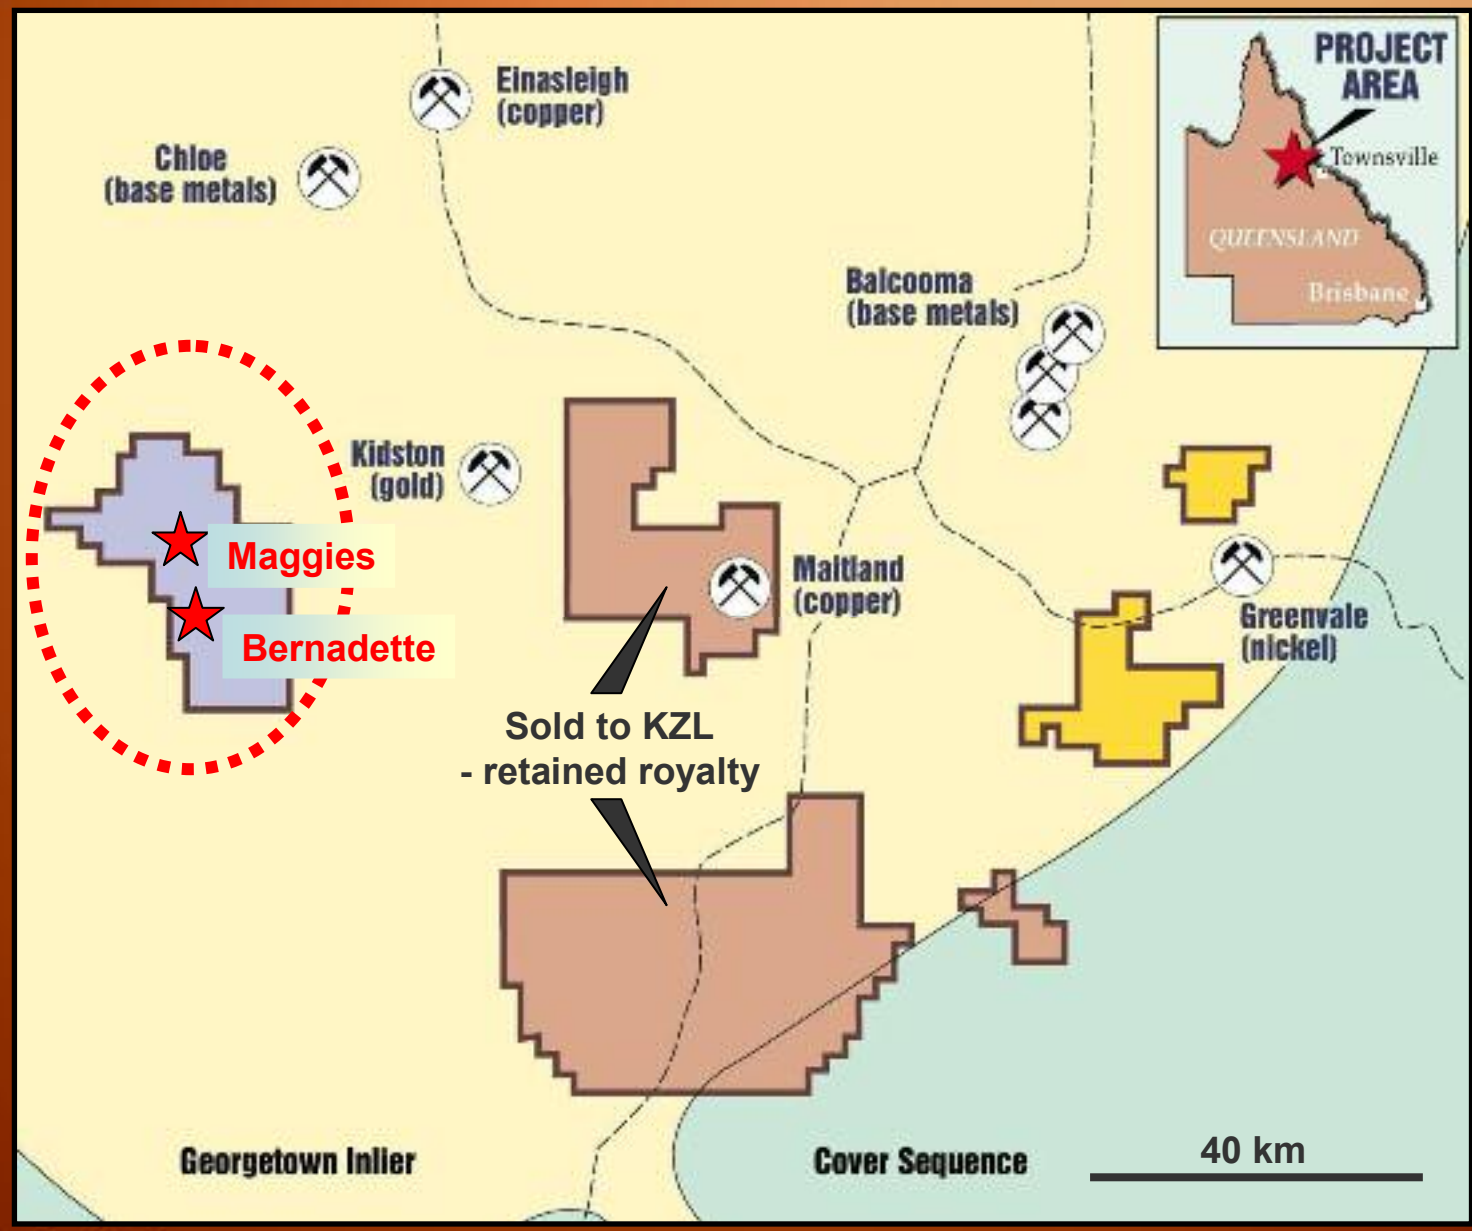 Einasleigh
(copper)
Chloe
(base metals)
PROJECT
AREA
Townsville
QUEENSLAND
Brisbane
Balcooma
(base metals)
Kidston
(gold)
Maggies
Bernadette
Maitland
(copper)
Greenvale
(nickel)
Sold to KZL
- retained royalty
Georgetown Inlier
Cover Sequence
40 km